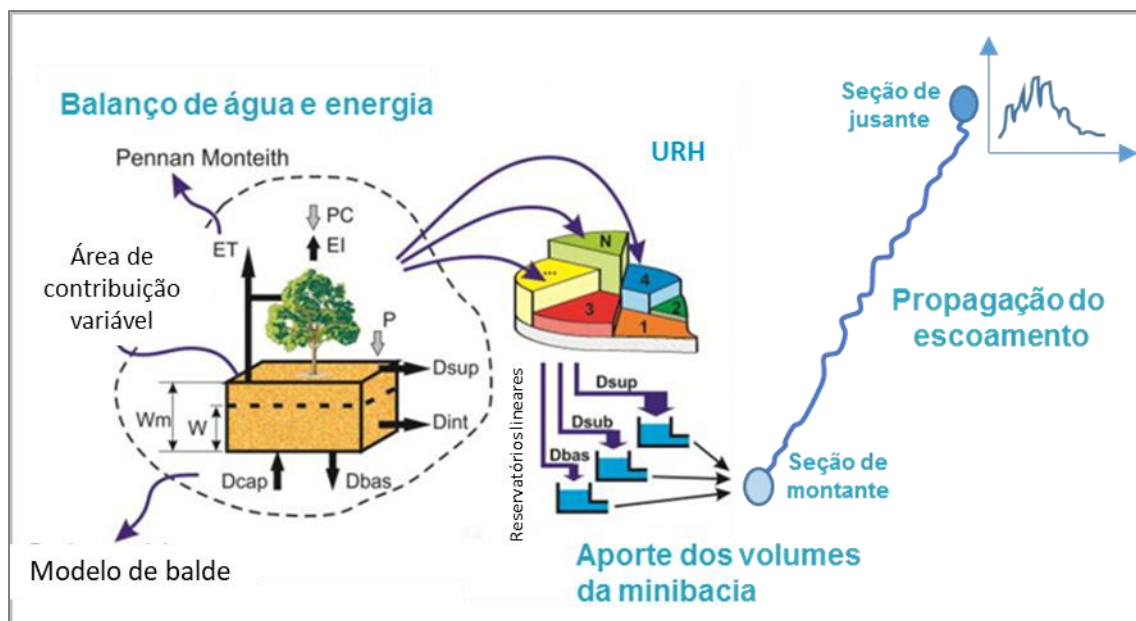 Balanço de água e energia
Pennan Monteith
ET
PC
EI
Área de
contribuição
variável
P
Dsup
Wm
W
Dint
Dcap
Dbas
Modelo de balde
URH
N
...
4
3
2
1
Reservatórios lineares
Dsup
Dsub
Dbas
Aporte dos volumes
da minibacia
Seção de
jusante
Propagação do
escoamento
Seção de
montante